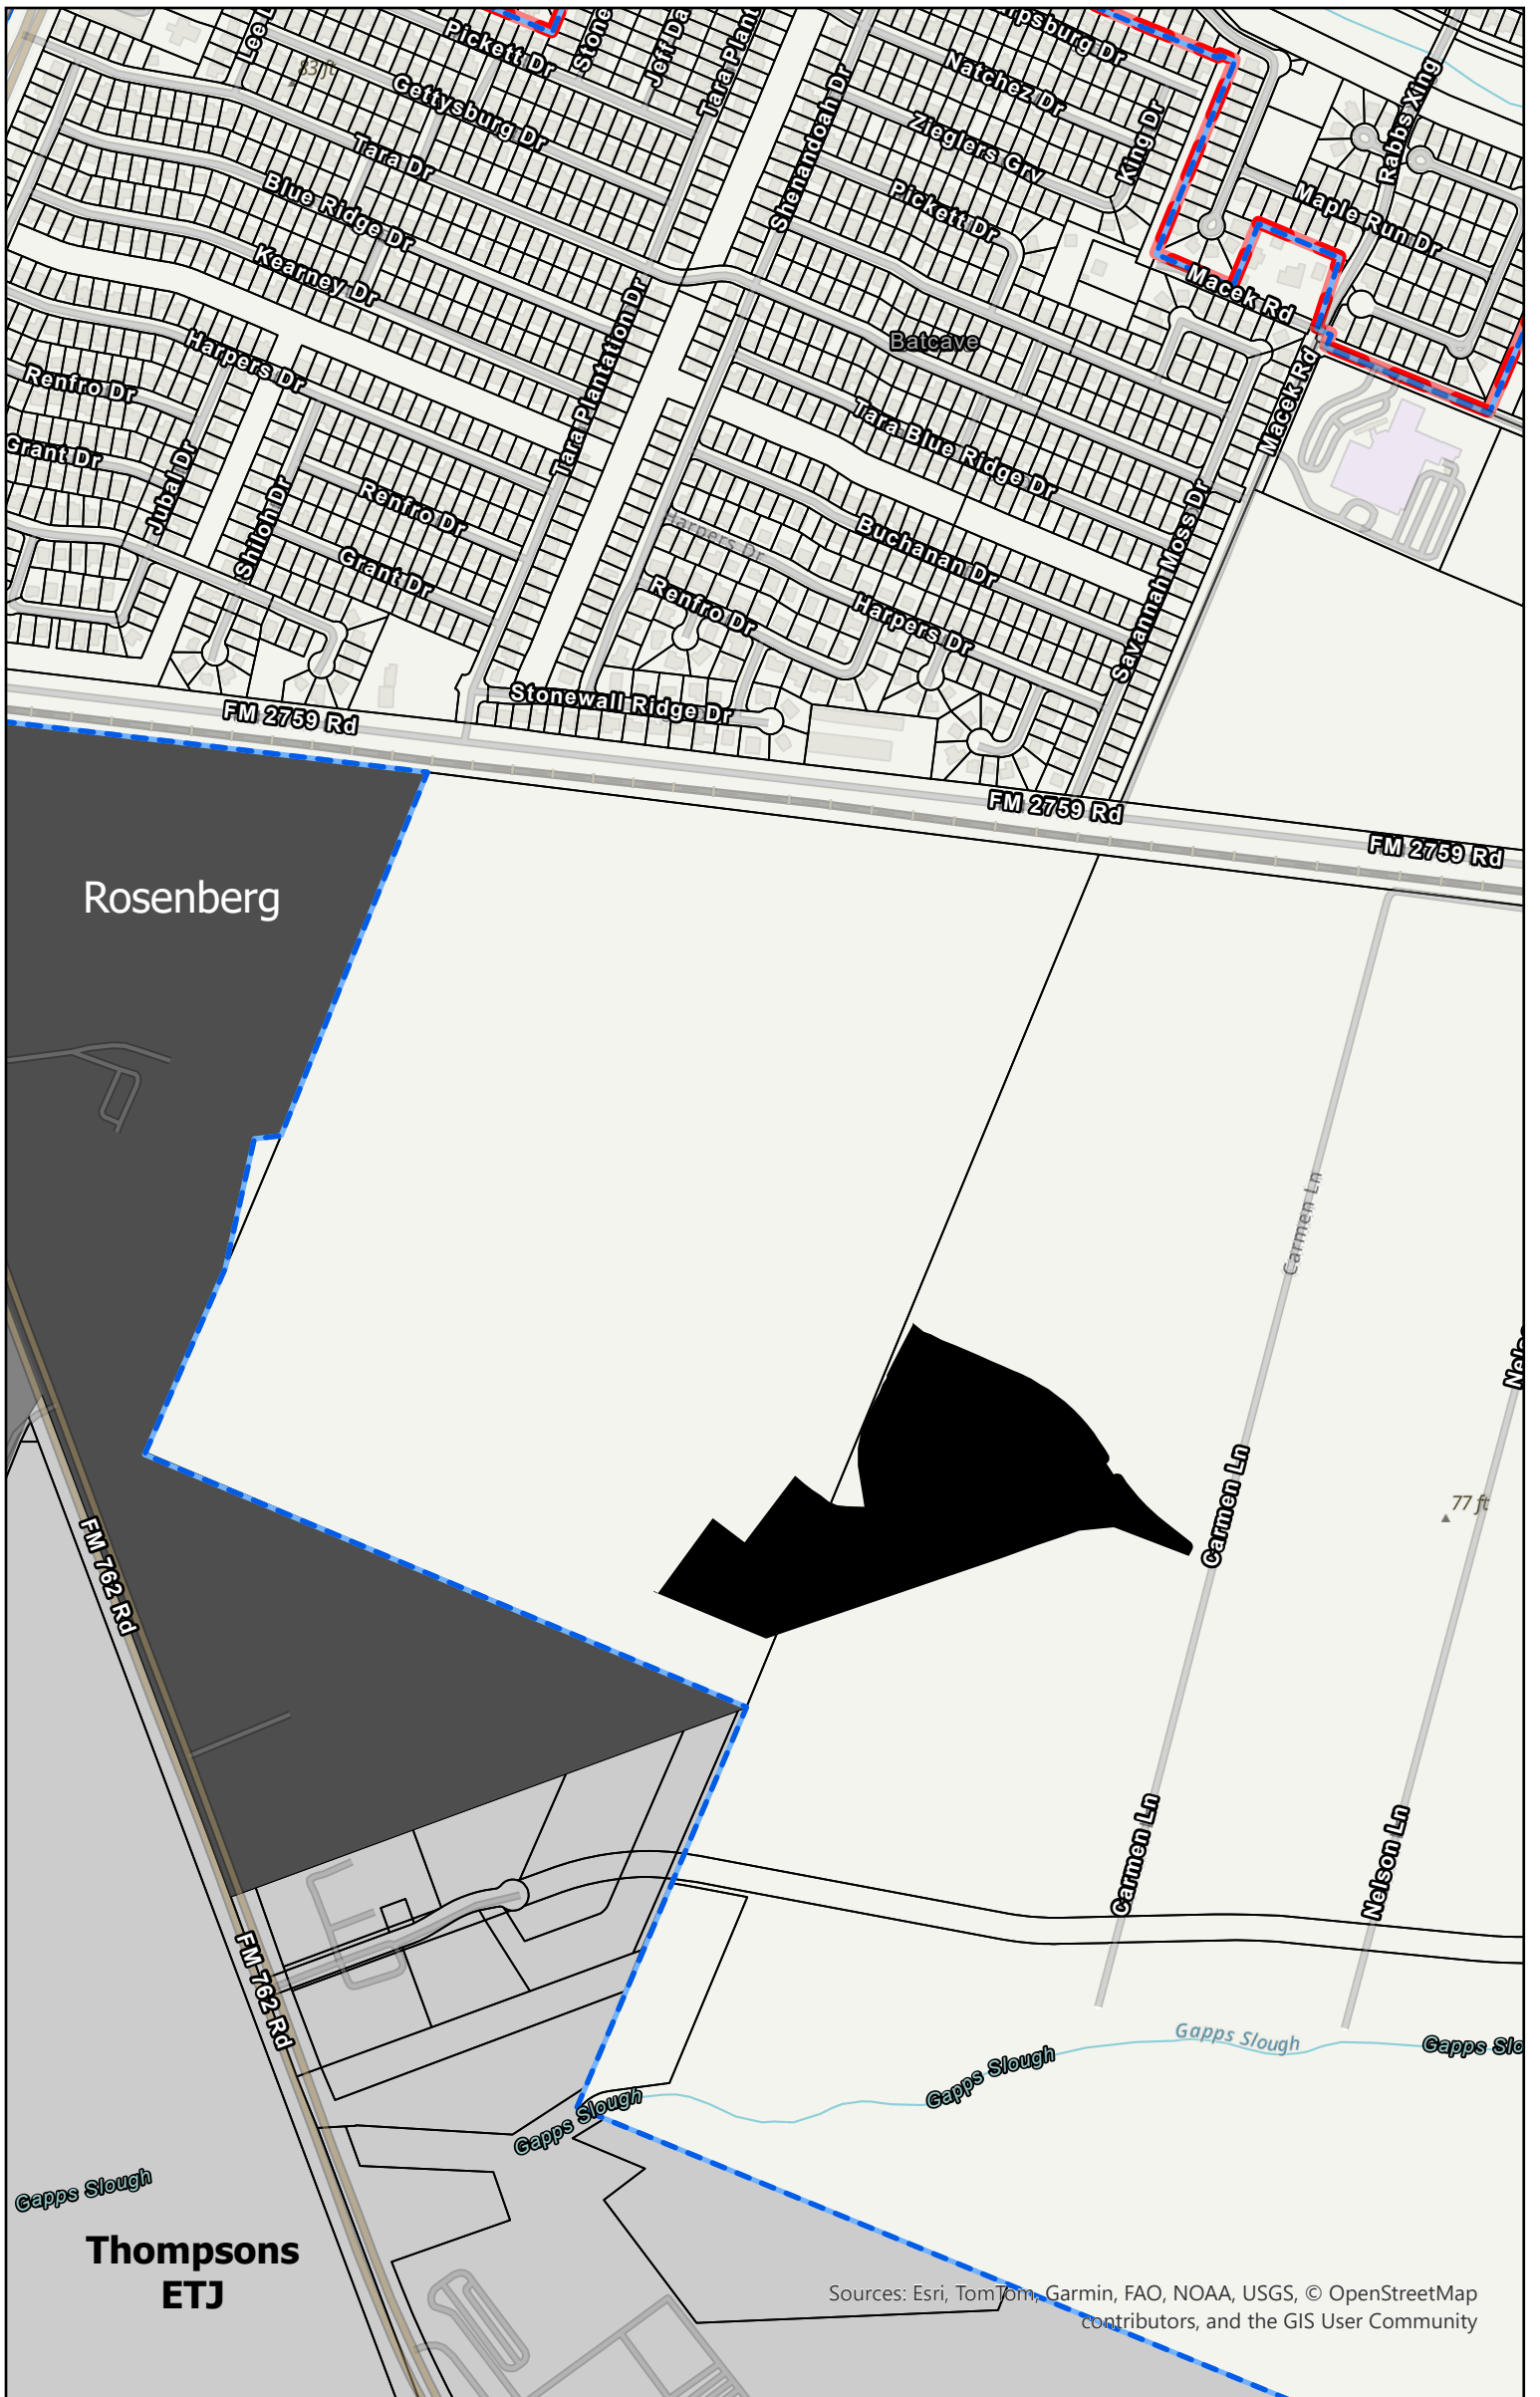 Pickett Dr
Natchez Dr
83 ft
Gettysburg Dr
Zieglers Grv
King Dr
Rabbs Xing
Tara Dr
Shenandoah Dr
Pickett Dr
Maple Run Dr
Blue Ridge Dr
Kearney Dr
Macek Rd
Harpers Dr
Batcave
Renfro Dr
Tara Plantation Dr
Macek Rd
Grant Dr
Jubal Dr
Tara Blue Ridge Dr
Renfro Dr
Shiloh Dr
Harpers Dr
Buchanan Dr
Savannah Moss Dr
Grant Dr
Renfro Dr
Harpers Dr
Stonewall Ridge Dr
FM 2759 Rd
FM 2759 Rd
FM 2759 Rd
Rosenberg
Carmen Ln
Carmen Ln
77 ft
FM 762 Rd
Carmen Ln
Nelson Ln
FM 762 Rd
Gapps Slough
Gapps Slo
Gapps Slough
Gapps Slough
Gapps Slough
Thompsons
ETJ
Sources: Esri, TomTom, Garmin, FAO, NOAA, USGS, © OpenStreetMap
contributors, and the GIS User Community